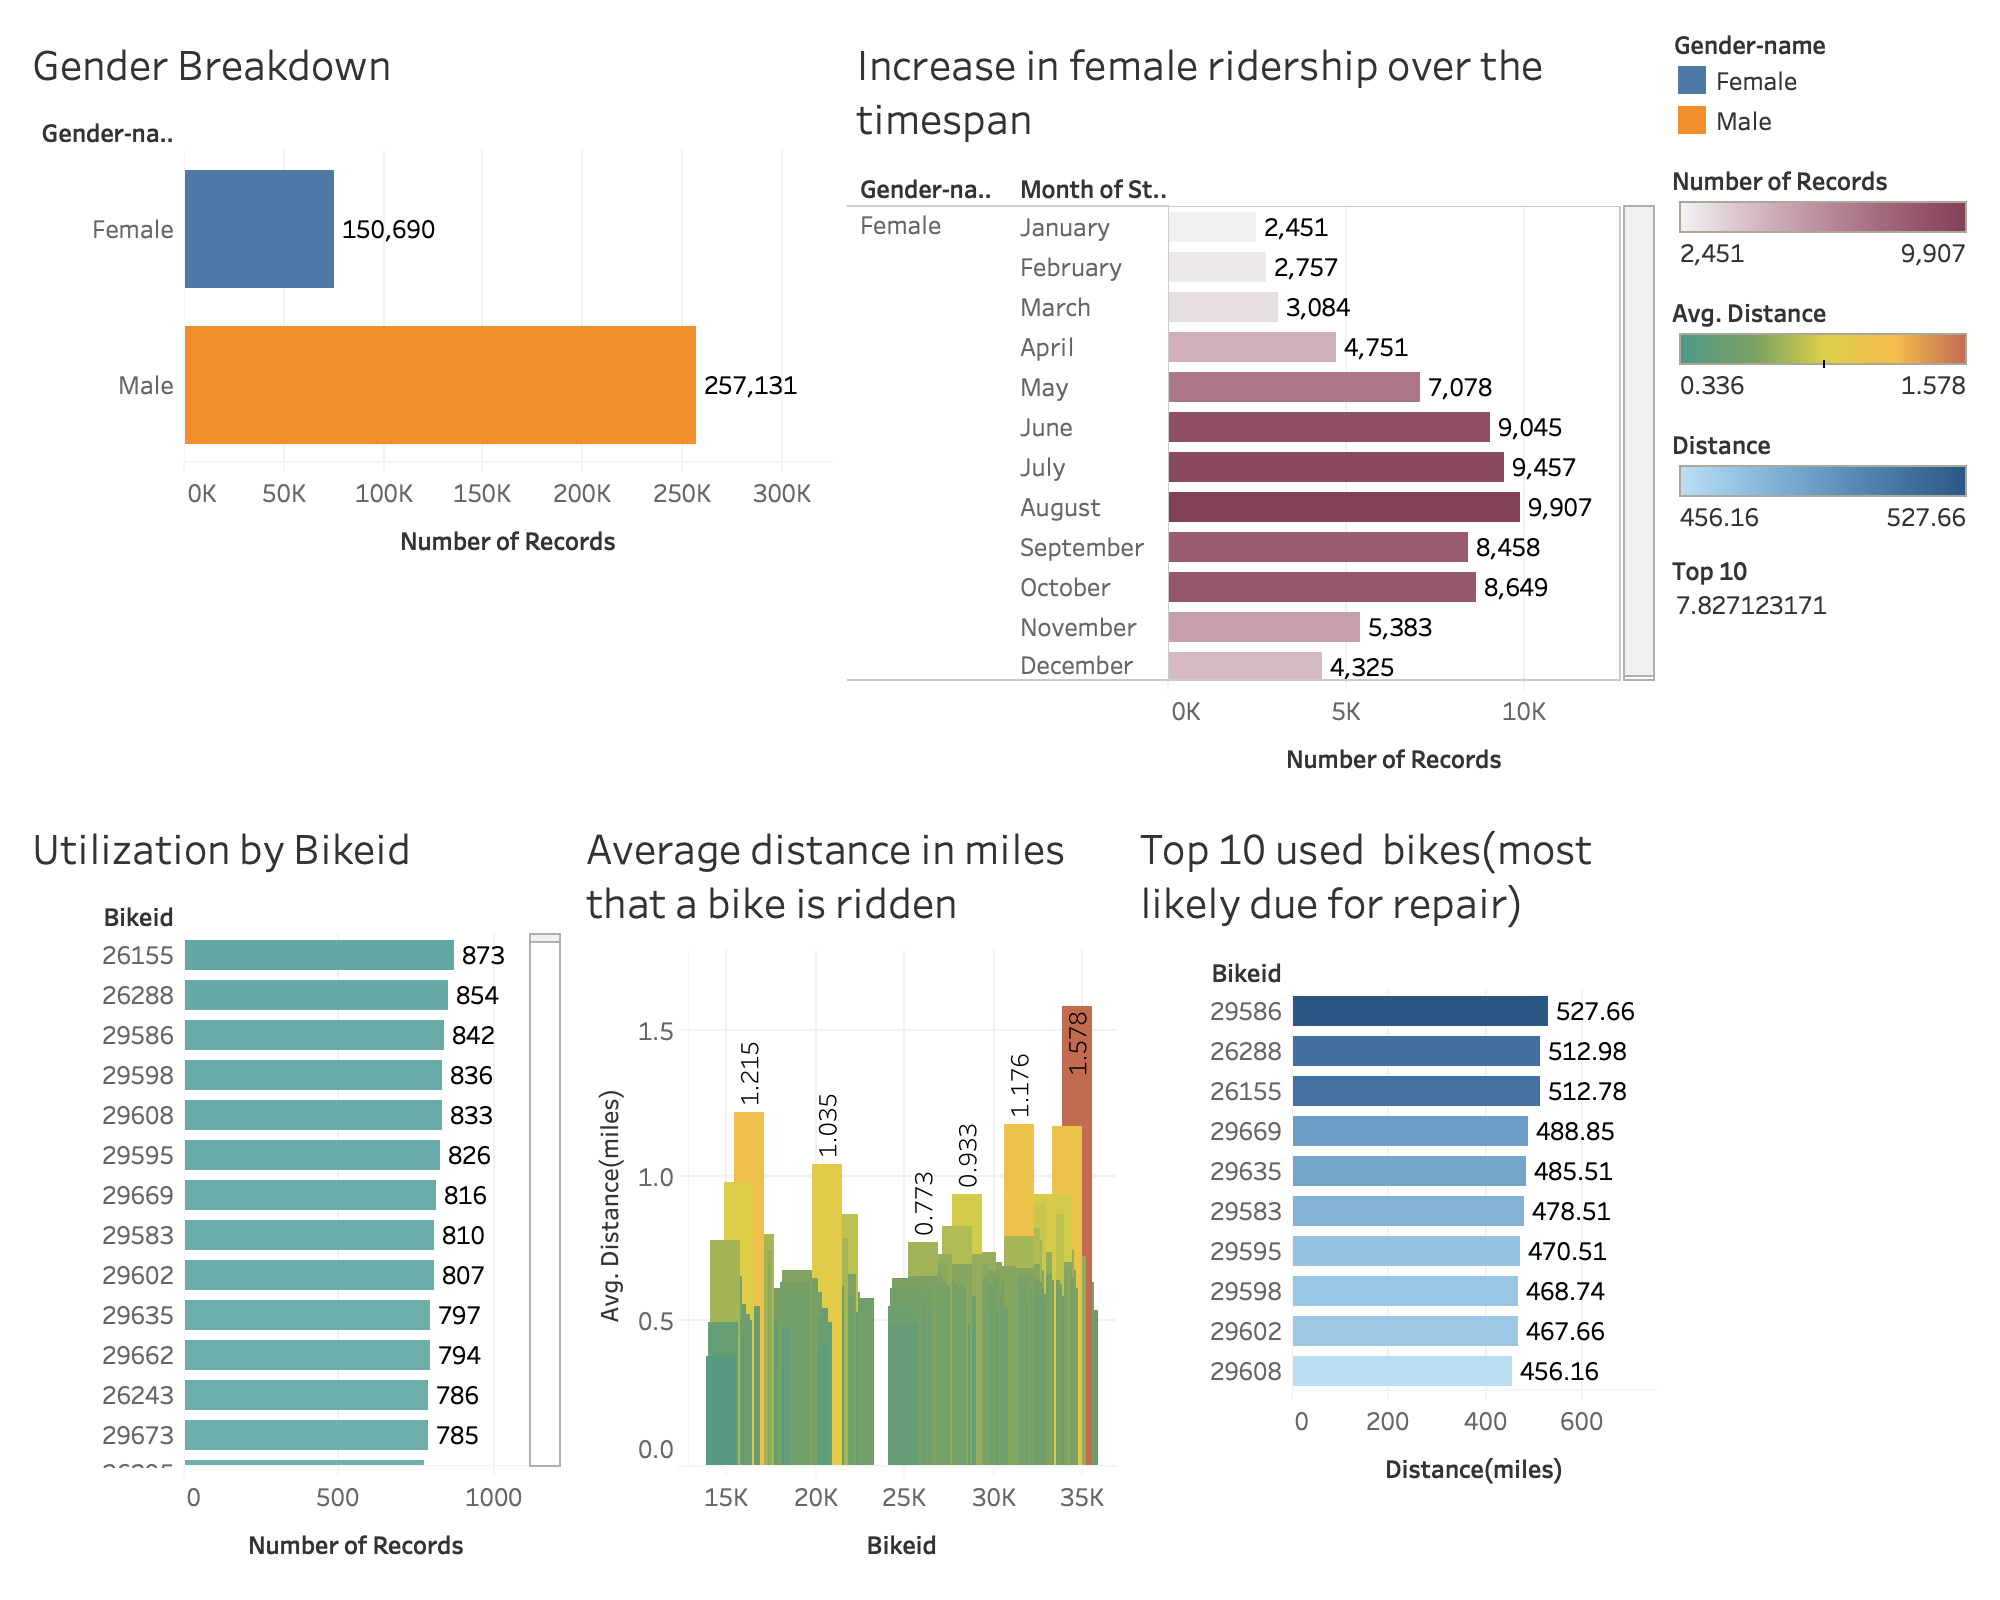 Gender Breakdown
Gender-na..
Female
150,690
Male
257,131
0K 50K 100K 150K 200K 250K 300K
Number of Records
Increase in female ridership over the
timespan
Gender-na.. Month of St..
Female January 2,451
February 2,757
March 3,084
April 4,751
May 7,078
June 9,045
July 9,457
August 9,907
September 8,458
October 8,649
November 5,383
December 4,325
0K 5K 10K
Number of Records
Gender-name
Female
Male
Number of Records
2,451 9,907
Avg. Distance
0.336 1.578
Distance
456.16 527.66
Top 10
7.827123171
Utilization by Bikeid
Bikeid
26155 873
26288 854
29586 842
29598 836
29608 833
29595 826
29669 816
29583 810
29602 807
29635 797
29662 794
26243 786
29673 785
0 500 1000
Number of Records
Average distance in miles
that a bike is ridden
Avg. Distance(miles)
1.5
1.0
0.5
0.0
1.215
1.035
0.773
0.933
1.176
1.578
15K 20K 25K 30K 35K
Bikeid
Top 10 used  bikes(most
likely due for repair)
Bikeid
29586 527.66
26288 512.98
26155 512.78
29669 488.85
29635 485.51
29583 478.51
29595 470.51
29598 468.74
29602 467.66
29608 456.16
0 200 400 600
Distance(miles)